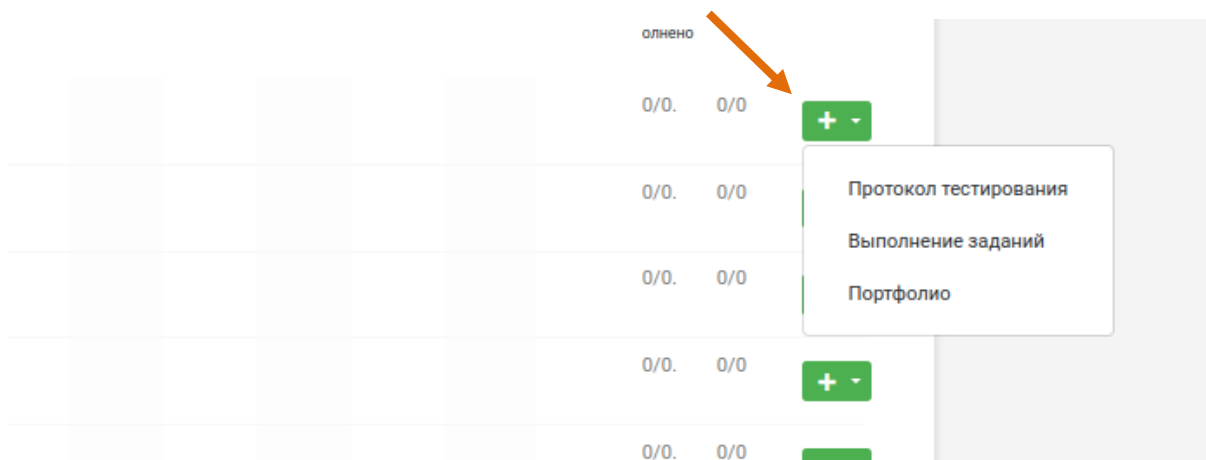 олнено
0/0. 0/0
0/0. 0/0
Протокол тестирования
Выполнение заданий
0/0. 0/0
Портфолио
0/0. 0/0
0/0. 0/0